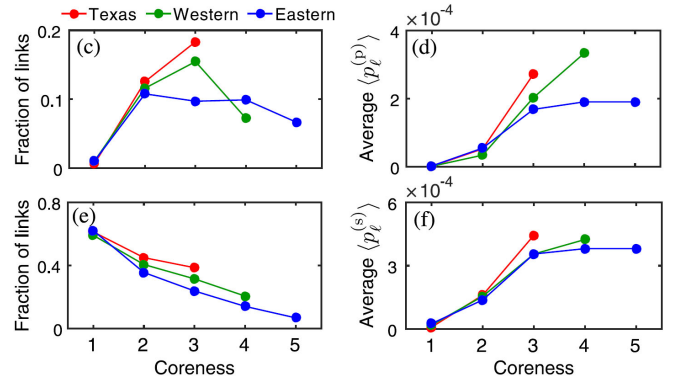 Texas Western Eastern
(c)
Fraction of links
0.2
0.1
0
(d)
Average ⟨p_ℓ^(p)⟩
×10^-4
4
2
0
(e)
Fraction of links
0.8
0.4
0
1 2 3 4 5
Coreness
(f)
Average ⟨p_ℓ^(s)⟩
×10^-4
6
3
0
1 2 3 4 5
Coreness